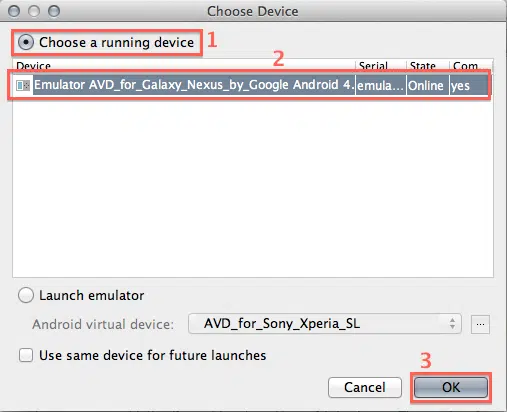 Choose Device
Choose a running device 1
2
Device Serial State Com
Emulator AVD_for_Galaxy_Nexus_by_Google Android 4. emula... Online yes
Launch emulator
Android virtual device: AVD_for_Sony_Xperia_SL ...
Use same device for future launches
3
Cancel OK